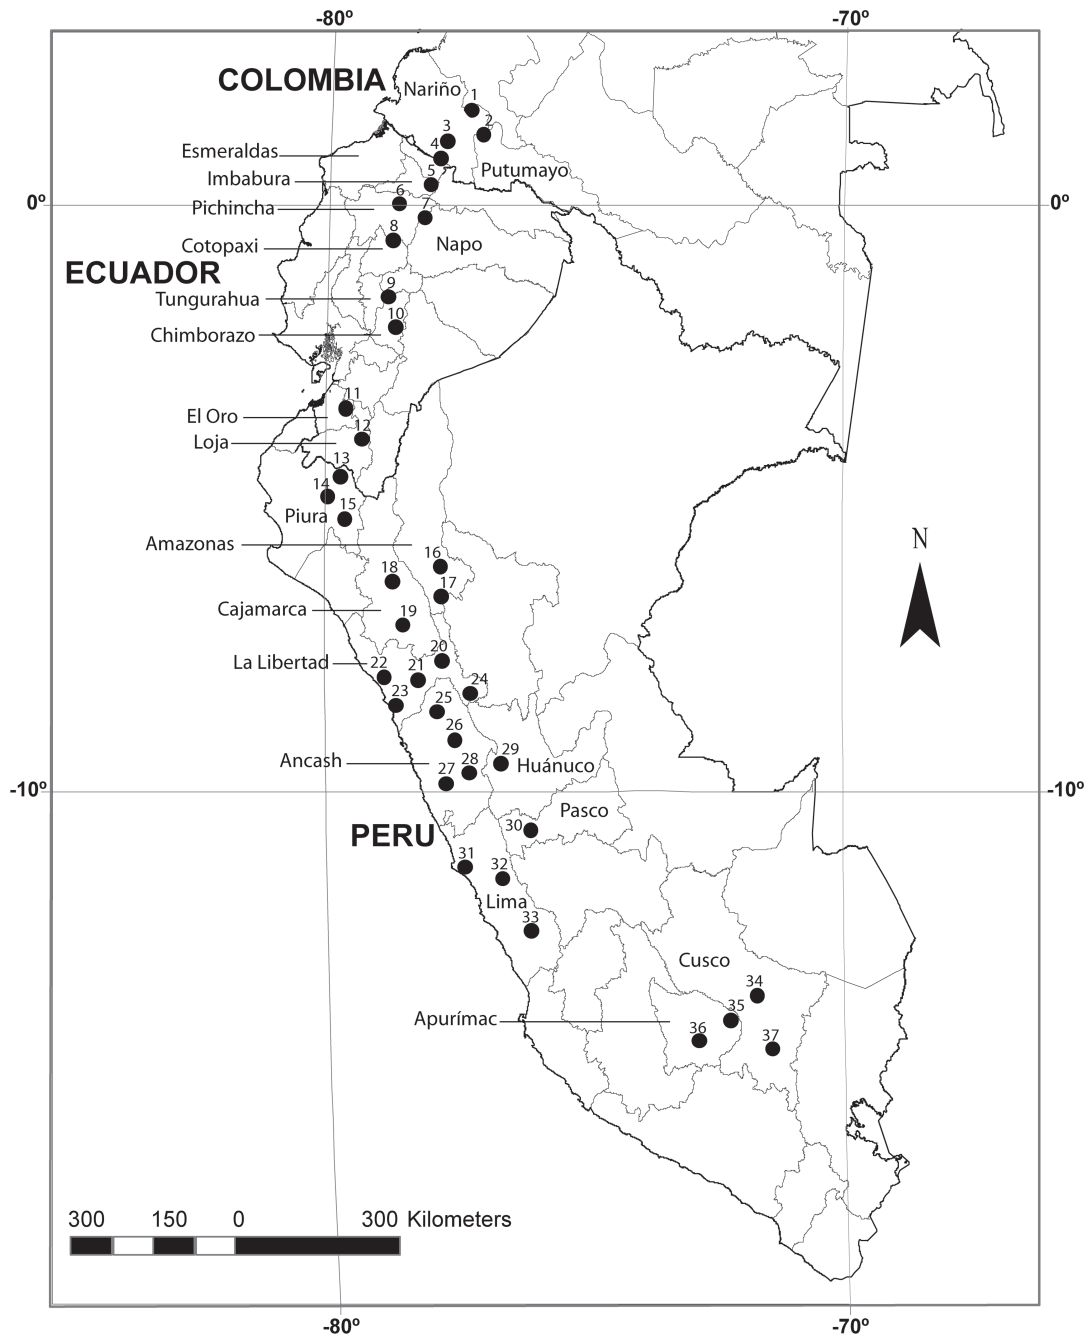 -80º -70º
COLOMBIA
Nariño
1
2
3
4
Esmeraldas
Putumayo
Imbabura
5
6
0º 0º
Pichincha
7
8
Cotopaxi
Napo
ECUADOR
9
Tungurahua
10
Chimborazo
11
El Oro
12
Loja
13
14
15
Piura
Amazonas
16
18
17
Cajamarca
19
20
La Libertad
22
21
24
23
25
26
29
Ancash
28
Huánuco
27
-10º -10º
Pasco
30
PERU
31
32
Lima
33
Cusco
34
35
Apurímac
36
37
N
300 150 0 300 Kilometers
-80º -70º